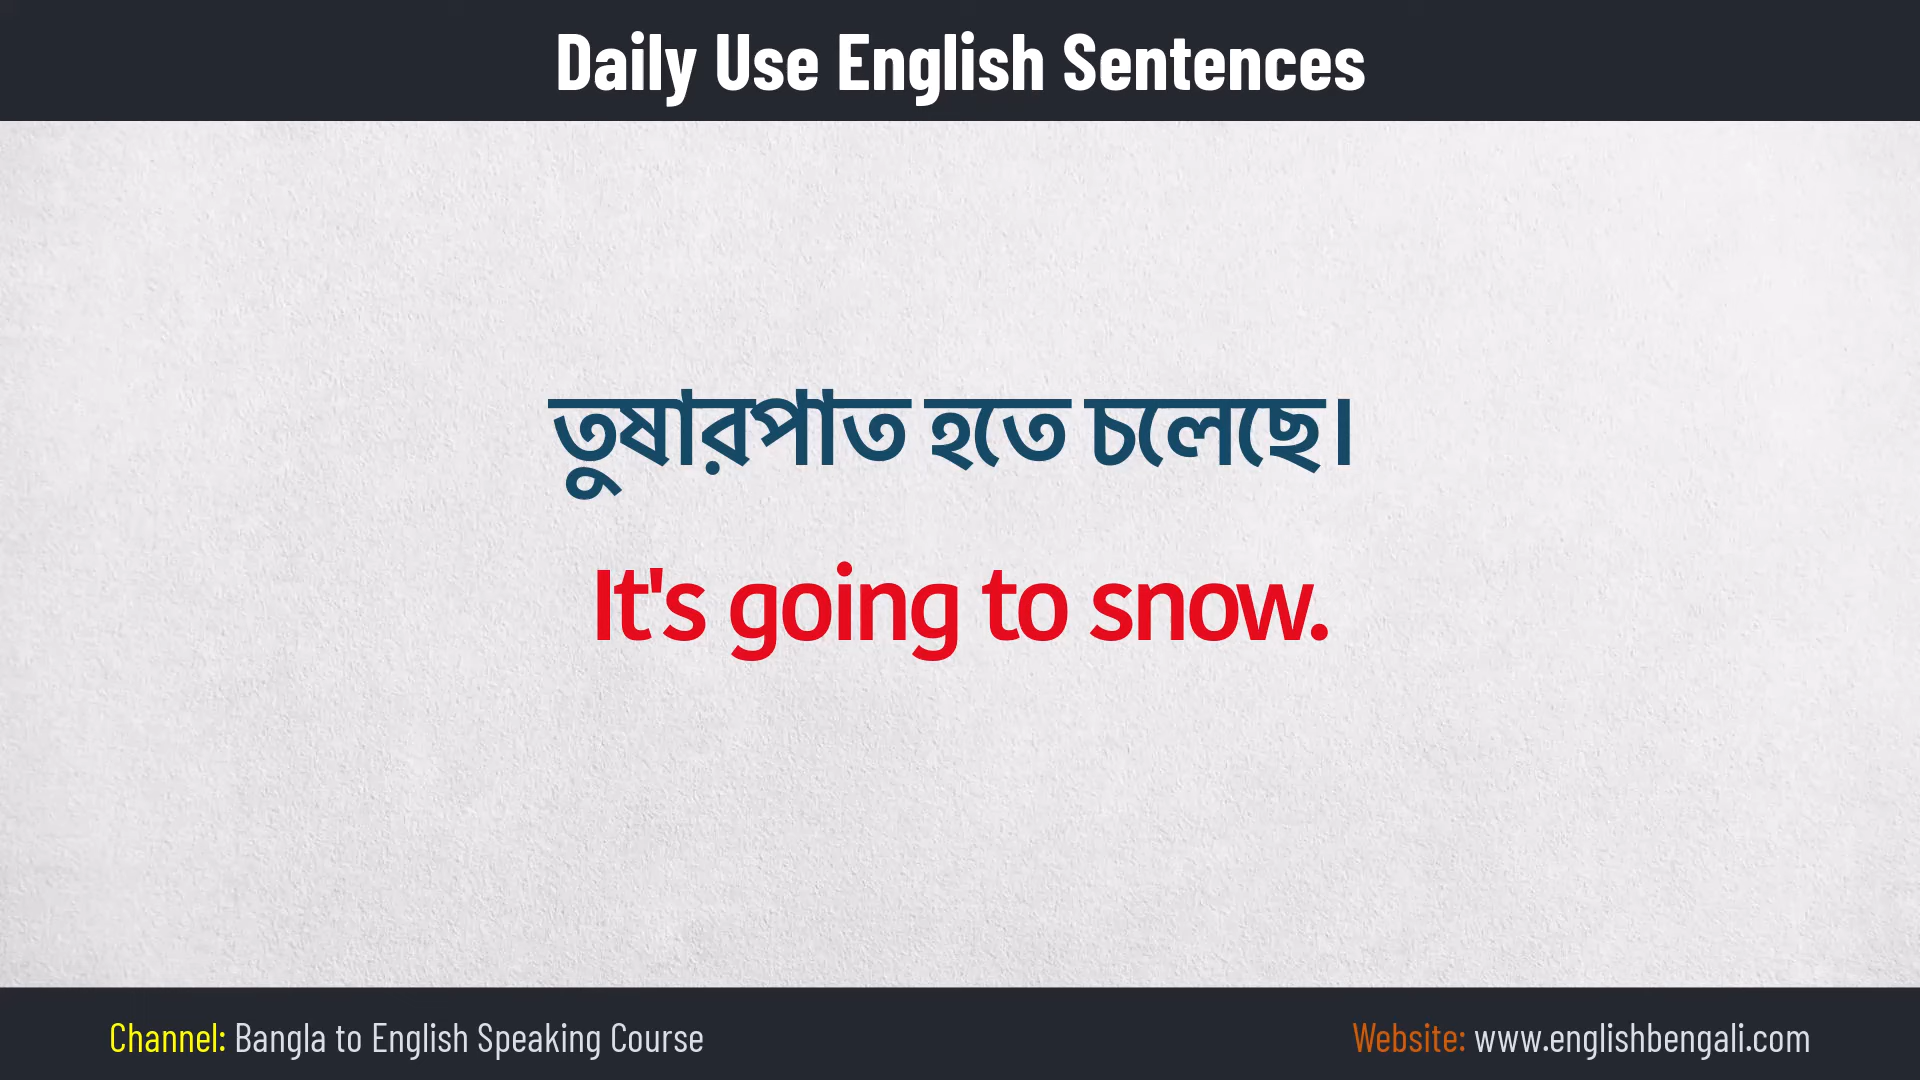 Daily Use English Sentences
তুষারপাত হতে চলেছে।
It's going to snow.
Channel: Bangla to English Speaking Course
Website: www.englishbengali.com